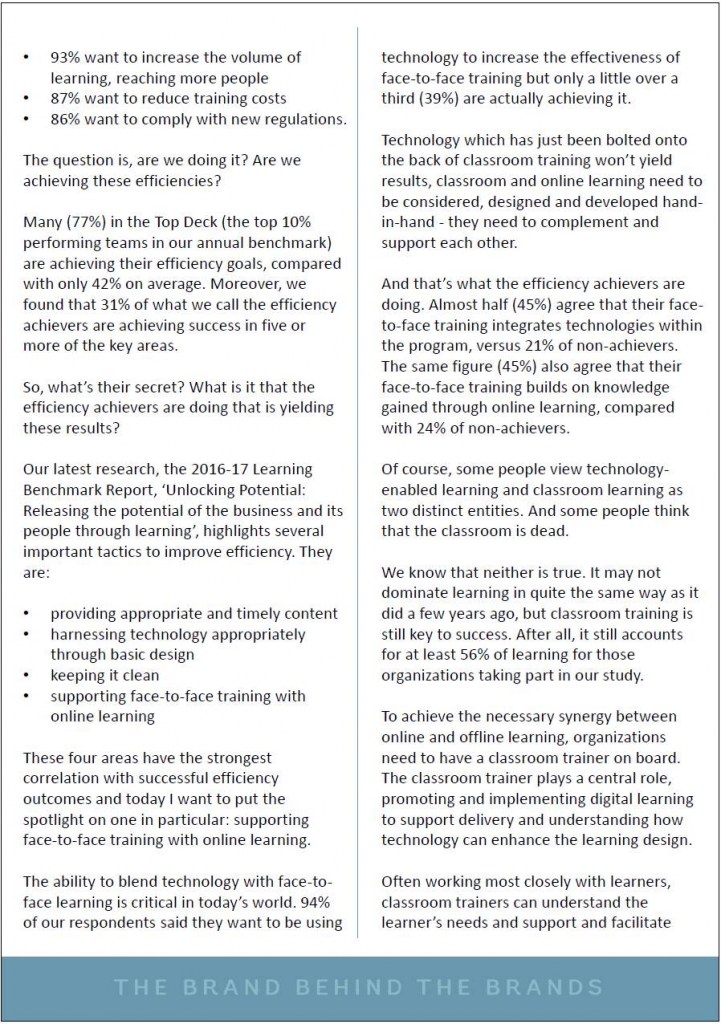 • 93% want to increase the volume of
learning, reaching more people
• 87% want to reduce training costs
• 86% want to comply with new regulations.
The question is, are we doing it? Are we
achieving these efficiencies?
Many (77%) in the Top Deck (the top 10%
performing teams in our annual benchmark)
are achieving their efficiency goals, compared
with only 42% on average. Moreover, we
found that 31% of what we call the efficiency
achievers are achieving success in five or
more of the key areas.
So, what’s their secret? What is it that the
efficiency achievers are doing that is yielding
these results?
Our latest research, the 2016-17 Learning
Benchmark Report, ‘Unlocking Potential:
Releasing the potential of the business and its
people through learning’, highlights several
important tactics to improve efficiency. They
are:
• providing appropriate and timely content
• harnessing technology appropriately
through basic design
• keeping it clean
• supporting face-to-face training with
online learning
These four areas have the strongest
correlation with successful efficiency
outcomes and today I want to put the
spotlight on one in particular: supporting
face-to-face training with online learning.
The ability to blend technology with face-to-
face learning is critical in today’s world. 94%
of our respondents said they want to be using
technology to increase the effectiveness of
face-to-face training but only a little over a
third (39%) are actually achieving it.
Technology which has just been bolted onto
the back of classroom training won’t yield
results, classroom and online learning need to
be considered, designed and developed hand-
in-hand - they need to complement and
support each other.
And that’s what the efficiency achievers are
doing. Almost half (45%) agree that their face-
to-face training integrates technologies within
the program, versus 21% of non-achievers.
The same figure (45%) also agree that their
face-to-face training builds on knowledge
gained through online learning, compared
with 24% of non-achievers.
Of course, some people view technology-
enabled learning and classroom learning as
two distinct entities. And some people think
that the classroom is dead.
We know that neither is true. It may not
dominate learning in quite the same way as it
did a few years ago, but classroom training is
still key to success. After all, it still accounts
for at least 56% of learning for those
organizations taking part in our study.
To achieve the necessary synergy between
online and offline learning, organizations
need to have a classroom trainer on board.
The classroom trainer plays a central role,
promoting and implementing digital learning
to support delivery and understanding how
technology can enhance the learning design.
Often working most closely with learners,
classroom trainers can understand the
learner’s needs and support and facilitate
THE BRAND BEHIND THE BRANDS